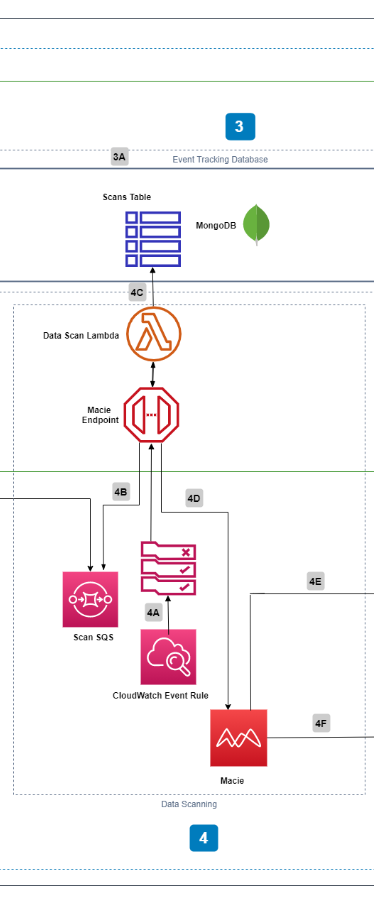 3
3A
Event Tracking Database
Scans Table
MongoDB
4C
Data Scan Lambda
Macie
Endpoint
4B
4D
4E
4A
Scan SQS
CloudWatch Event Rule
4F
Macie
Data Scanning
4